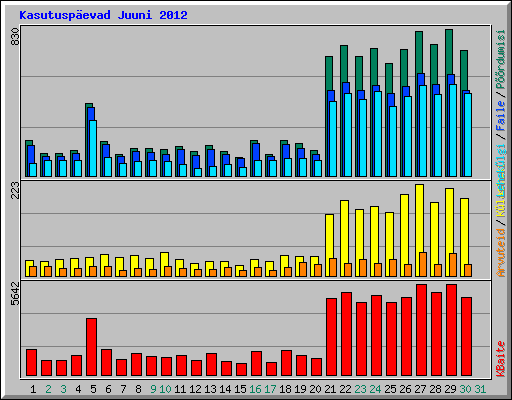 Kasutuspäevad Juuni 2012
830
223
5642
Pöördumisi
/ Faile /
Arvuteid /
KBaite
1 2 3 4 5 6 7 8 9 10 11 12 13 14 15 16 17 18 19 20 21 22 23 24 25 26 27 28 29 30 31